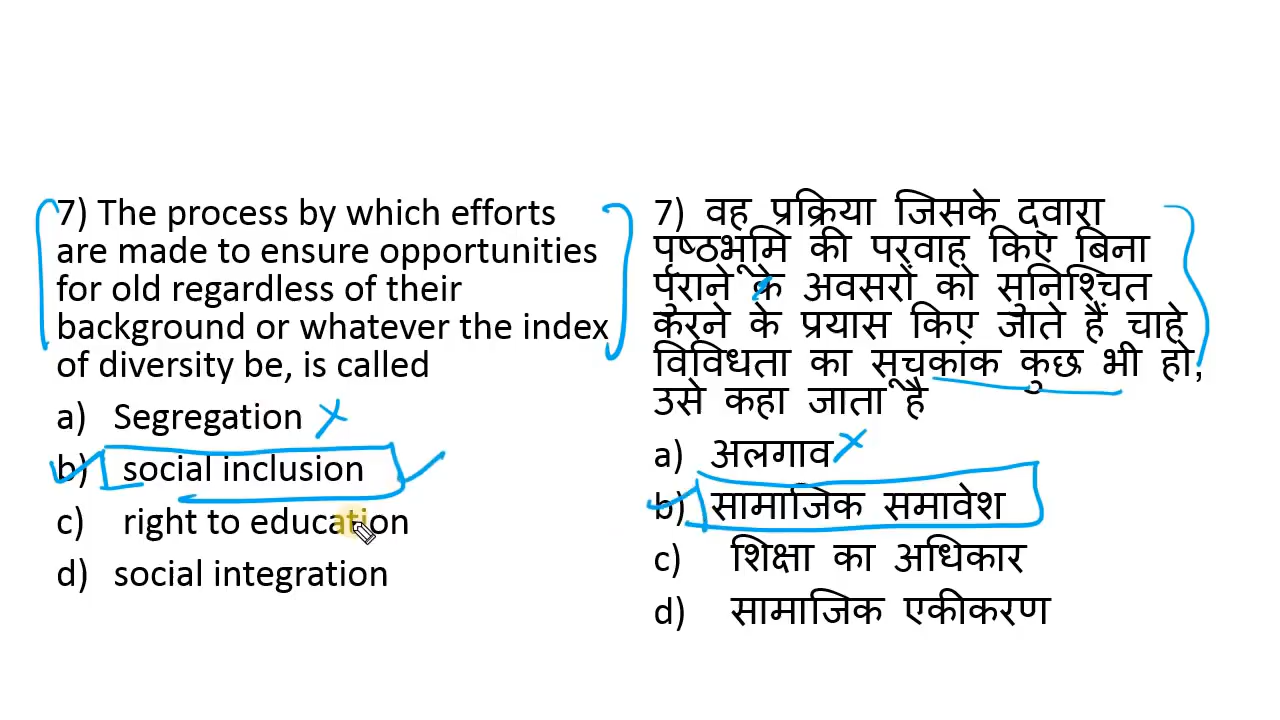 7) The process by which efforts
are made to ensure opportunities
for old regardless of their
background or whatever the index
of diversity be, is called
a) Segregation
b) social inclusion
c) right to education
d) social integration
7) वह प्रक्रिया जिसके द्वारा
पृष्ठभूमि की परवाह किए बिना
पुराने के अवसरों को सुनिश्चित
करने के प्रयास किए जाते हैं चाहे
विविधता का सूचकांक कुछ भी हो,
उसे कहा जाता है
a) अलगाव
b) सामाजिक समावेश
c) शिक्षा का अधिकार
d) सामाजिक एकीकरण